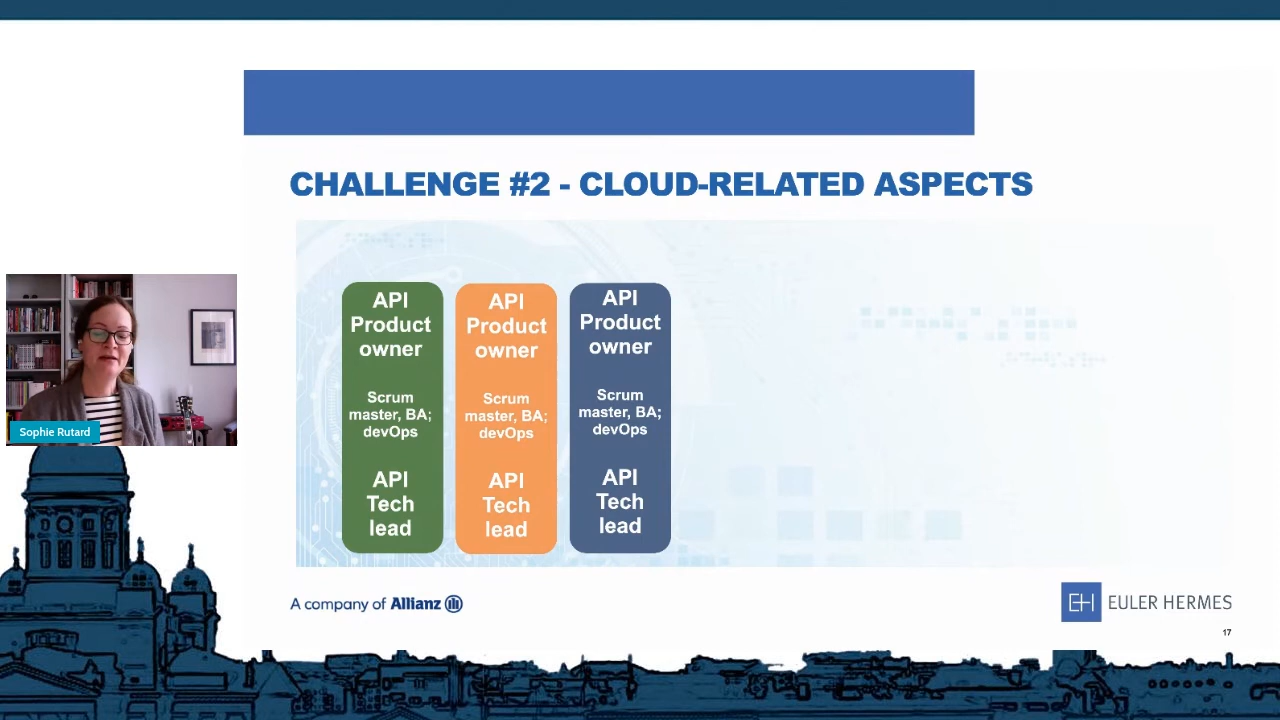 CHALLENGE #2 - CLOUD-RELATED ASPECTS
API
Product
owner
Scrum
master, BA;
devOps
API
Tech
lead
API
Product
owner
Scrum
master, BA;
devOps
API
Tech
lead
API
Product
owner
Scrum
master, BA;
devOps
API
Tech
lead
Sophie Rutard
A company of Allianz
EH EULER HERMES
17